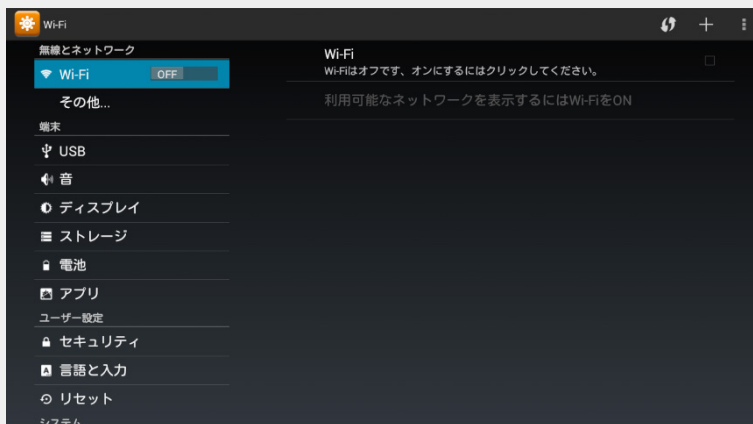 Wi-Fi
無線とネットワーク
Wi-Fi OFF
その他...
端末
USB
音
ディスプレイ
ストレージ
電池
アプリ
ユーザー設定
セキュリティ
言語と入力
リセット
システム
Wi-Fi
Wi-Fiはオフです、オンにするにはクリックしてください。
利用可能なネットワークを表示するにはWi-FiをON